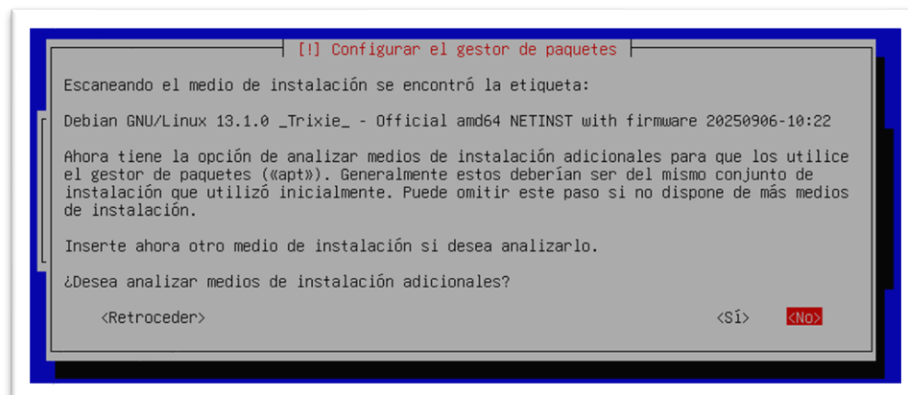 [!] Configurar el gestor de paquetes
Escaneando el medio de instalación se encontró la etiqueta:
Debian GNU/Linux 13.1.0 _Trixie_ - Official amd64 NETINST with firmware 20250906-10:22
Ahora tiene la opción de analizar medios de instalación adicionales para que los utilice
el gestor de paquetes («apt»). Generalmente estos deberían ser del mismo conjunto de
instalación que utilizó inicialmente. Puede omitir este paso si no dispone de más medios
de instalación.
Inserte ahora otro medio de instalación si desea analizarlo.
¿Desea analizar medios de instalación adicionales?
<Retroceder> <Sí> <No>